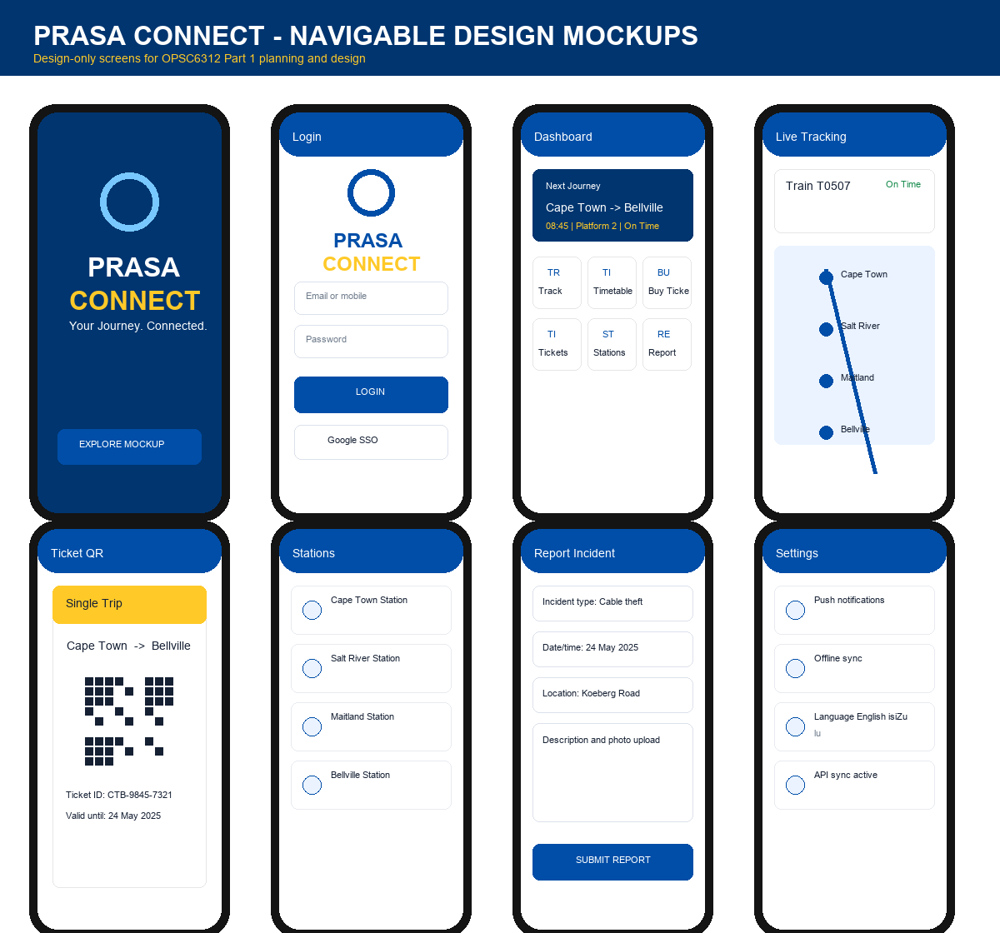 PRASA CONNECT - NAVIGABLE DESIGN MOCKUPS
Design-only screens for OPSC6312 Part 1 planning and design
PRASA
CONNECT
Your Journey. Connected.
EXPLORE MOCKUP
Login
PRASA
CONNECT
Email or mobile
Password
LOGIN
Google SSO
Dashboard
Next Journey
Cape Town -> Bellville
08:45 | Platform 2 | On Time
TR
Track
TI
Timetable
BU
Buy Ticke
TI
Tickets
ST
Stations
RE
Report
Live Tracking
Train T0507
On Time
Cape Town
Salt River
Maitland
Bellville
Ticket QR
Single Trip
Cape Town -> Bellville
Ticket ID: CTB-9845-7321
Valid until: 24 May 2025
Stations
Cape Town Station
Salt River Station
Maitland Station
Bellville Station
Report Incident
Incident type: Cable theft
Date/time: 24 May 2025
Location: Koeberg Road
Description and photo upload
SUBMIT REPORT
Settings
Push notifications
Offline sync
Language English isiZu
lu
API sync active